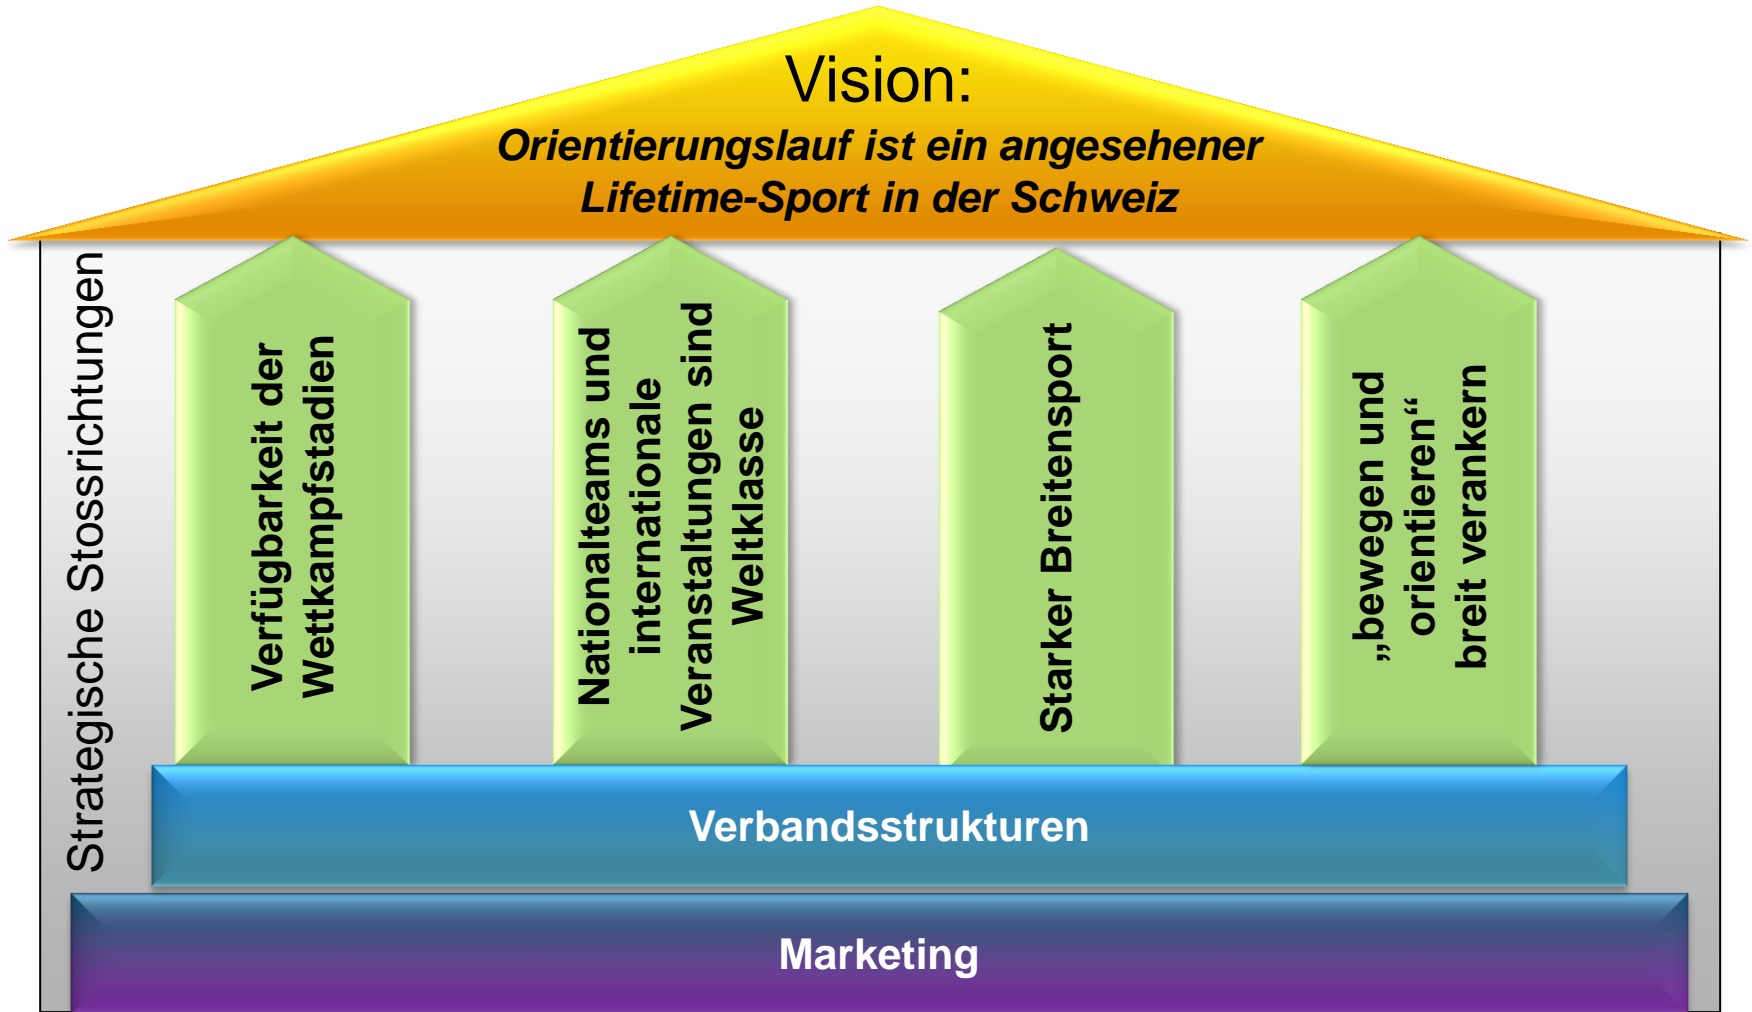 Vision:
Orientierungslauf ist ein angesehener
Lifetime-Sport in der Schweiz
Strategische Stossrichtungen
Verfügbarkeit der
Wettkampfstadien
Nationalteams und
internationale
Veranstaltungen sind
Weltklasse
Starker Breitensport
„bewegen und
orientieren“
breit verankern
Verbandsstrukturen
Marketing